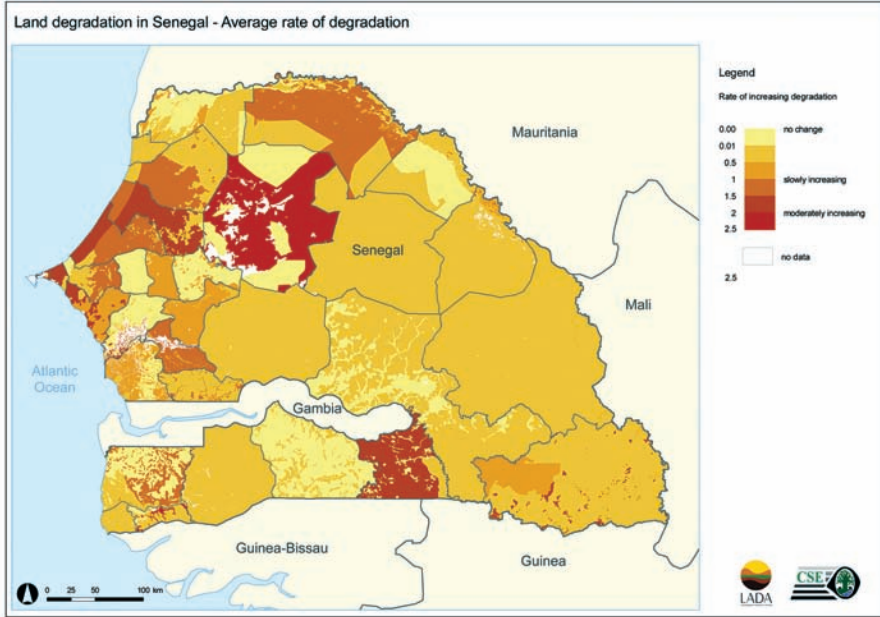 Land degradation in Senegal - Average rate of degradation
Legend
Rate of increasing degradation
0.00 no change
0.01
0.5
1 slowly increasing
1.5
2 moderately increasing
2.5
no data
2.5
Mauritania
Senegal
Mali
Atlantic
Ocean
Gambia
Guinea-Bissau
Guinea
0 25 50 100 km
LADA
CSE